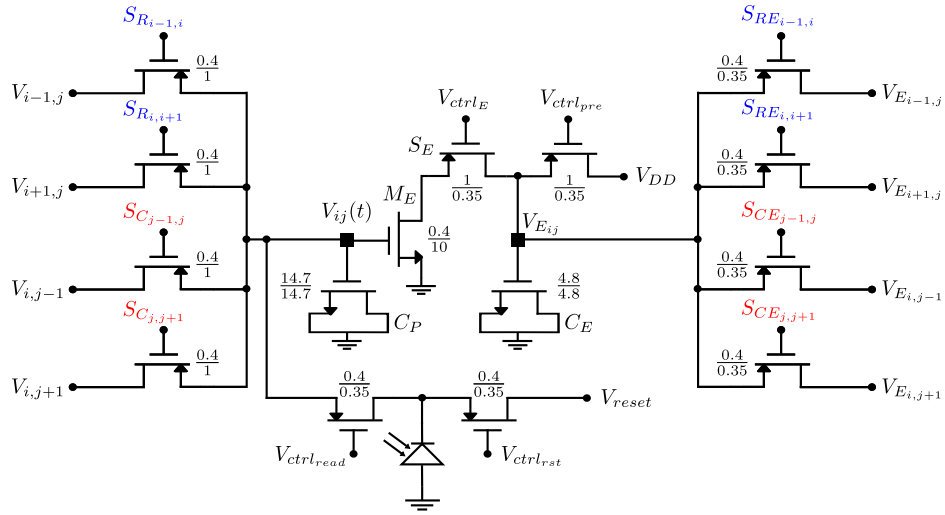 S_{R_{i-1,i}}
S_{RE_{i-1,i}}
0.4/1
0.4/0.35
V_{i-1,j}
V_{E_{i-1,j}}
S_{R_{i,i+1}}
V_{ctrl_E}
V_{ctrl_{pre}}
S_{RE_{i,i+1}}
0.4/1
S_E
0.4/0.35
V_{i+1,j}
1/0.35
1/0.35
V_{DD}
V_{E_{i+1,j}}
M_E
S_{C_{j-1,j}}
V_{ij}(t)
V_{E_{ij}}
S_{CE_{j-1,j}}
0.4/10
0.4/1
0.4/0.35
V_{i,j-1}
14.7/14.7
4.8/4.8
V_{E_{i,j-1}}
S_{C_{j,j+1}}
C_P
C_E
S_{CE_{j,j+1}}
0.4/1
0.4/0.35
V_{i,j+1}
0.4/0.35
0.4/0.35
V_{reset}
V_{E_{i,j+1}}
V_{ctrl_{read}}
V_{ctrl_{rst}}